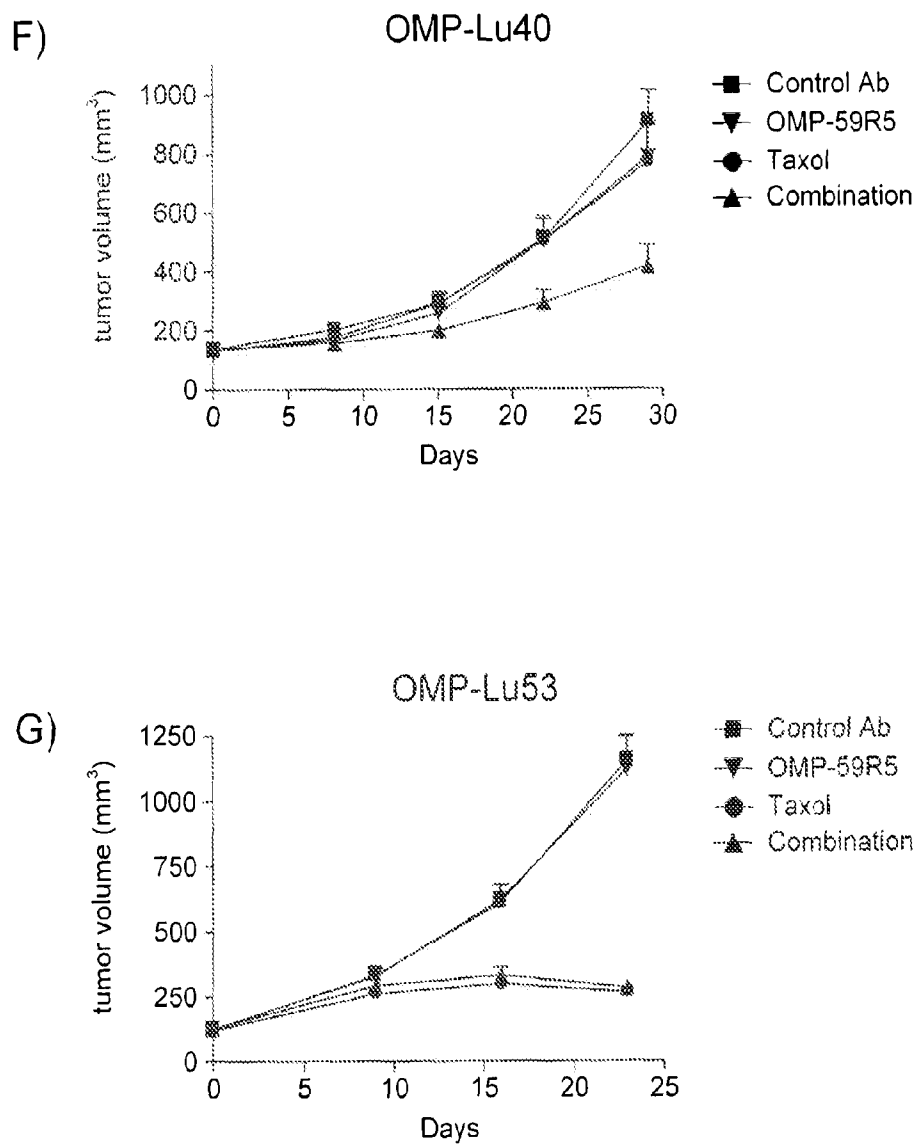 F)
OMP-Lu40
tumor volume (mm³)
1000
800
600
400
200
0
0 5 10 15 20 25 30
Days
Control Ab
OMP-59R5
Taxol
Combination
G)
OMP-Lu53
tumor volume (mm³)
1250
1000
750
500
250
0
0 5 10 15 20 25
Days
Control Ab
OMP-59R5
Taxol
Combination